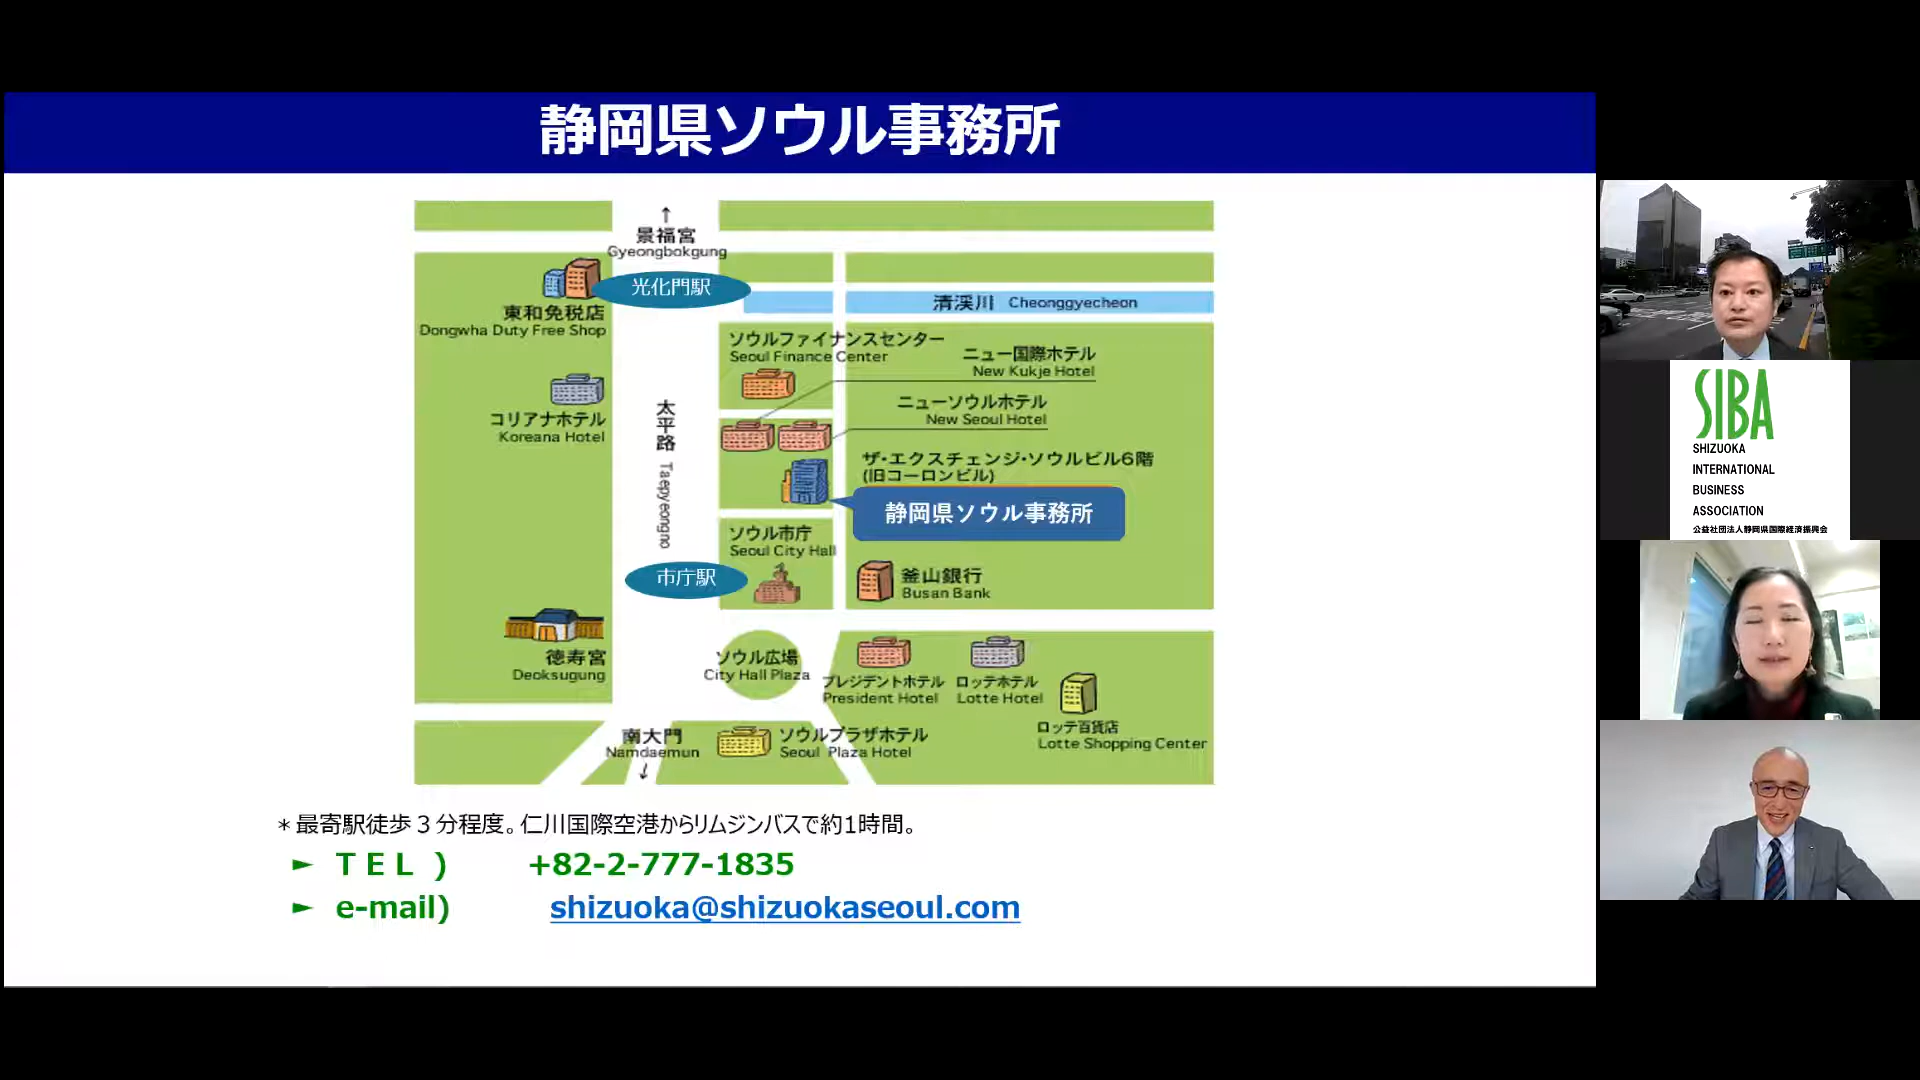 静岡県ソウル事務所
↑
景福宮
Gyeongbokgung
光化門駅
東和免税店
Dongwha Duty Free Shop
清渓川 Cheonggyecheon
ソウルファイナンスセンター
Seoul Finance Center
ニュー国際ホテル
New Kukje Hotel
コリアナホテル
Koreana Hotel
太平路 Taepyeongno
ニューソウルホテル
New Seoul Hotel
ザ・エクスチェンジ・ソウルビル6階
(旧コーロンビル)
静岡県ソウル事務所
ソウル市庁
Seoul City Hall
市庁駅
釜山銀行
Busan Bank
徳寿宮
Deoksugung
ソウル広場
City Hall Plaza
プレジデントホテル
President Hotel
ロッテホテル
Lotte Hotel
ロッテ百貨店
Lotte Shopping Center
南大門
Namdaemun
↓
ソウルプラザホテル
Seoul Plaza Hotel
＊最寄駅徒歩３分程度。仁川国際空港からリムジンバスで約1時間。
► ＴＥＬ ) +82-2-777-1835
► e-mail) shizuoka@shizuokaseoul.com
SIBA
SHIZUOKA
INTERNATIONAL
BUSINESS
ASSOCIATION
公益社団法人静岡県国際経済振興会